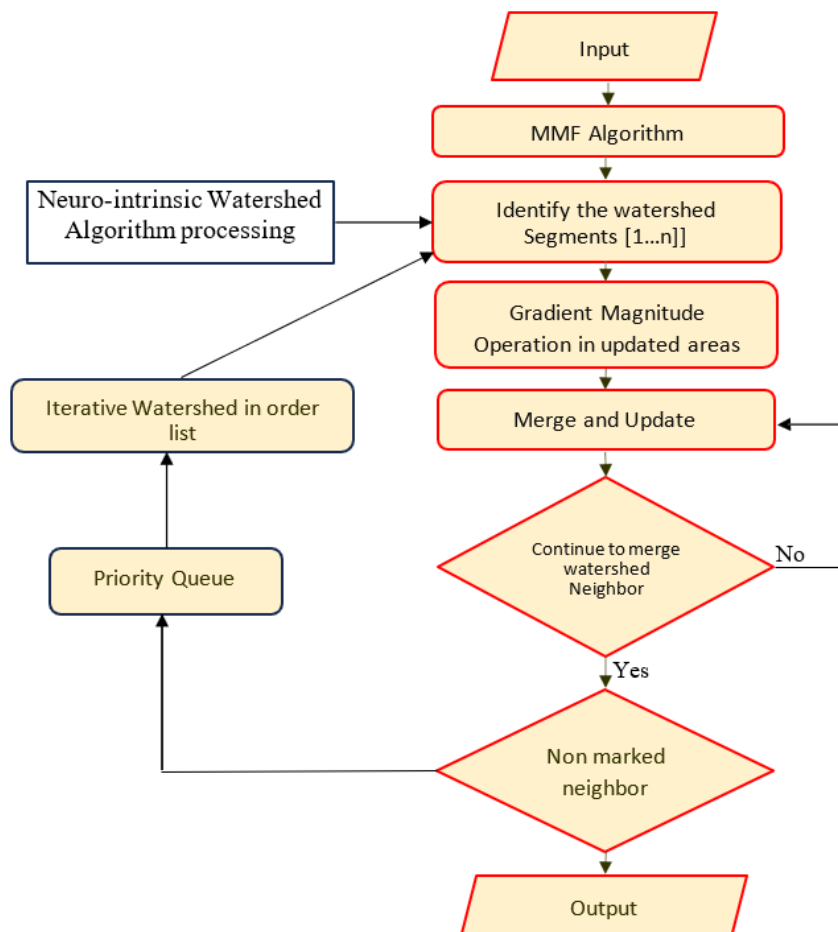 Input
MMF Algorithm
Neuro-intrinsic Watershed
Algorithm processing
Identify the watershed
Segments [1...n]]
Gradient Magnitude
Operation in updated areas
Iterative Watershed in order
list
Merge and Update
Continue to merge
watershed
Neighbor
No
Priority Queue
Yes
Non marked
neighbor
Output